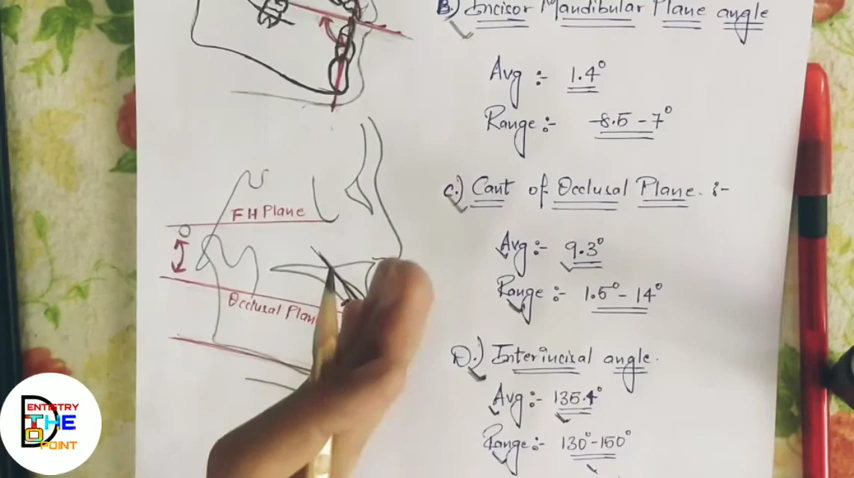 B.) Incisor Mandibular Plane angle
Avg :- 1.4°
Range :- -8.5 - 7°
C.) Cant of Occlusal Plane :-
Avg :- 9.3°
Range :- 1.5° - 14°
D.) Interincisal angle.
Avg :- 135.4°
Range :- 130° - 150°
FH Plane
Occlusal Plan
DENTISTRY
THE
POINT